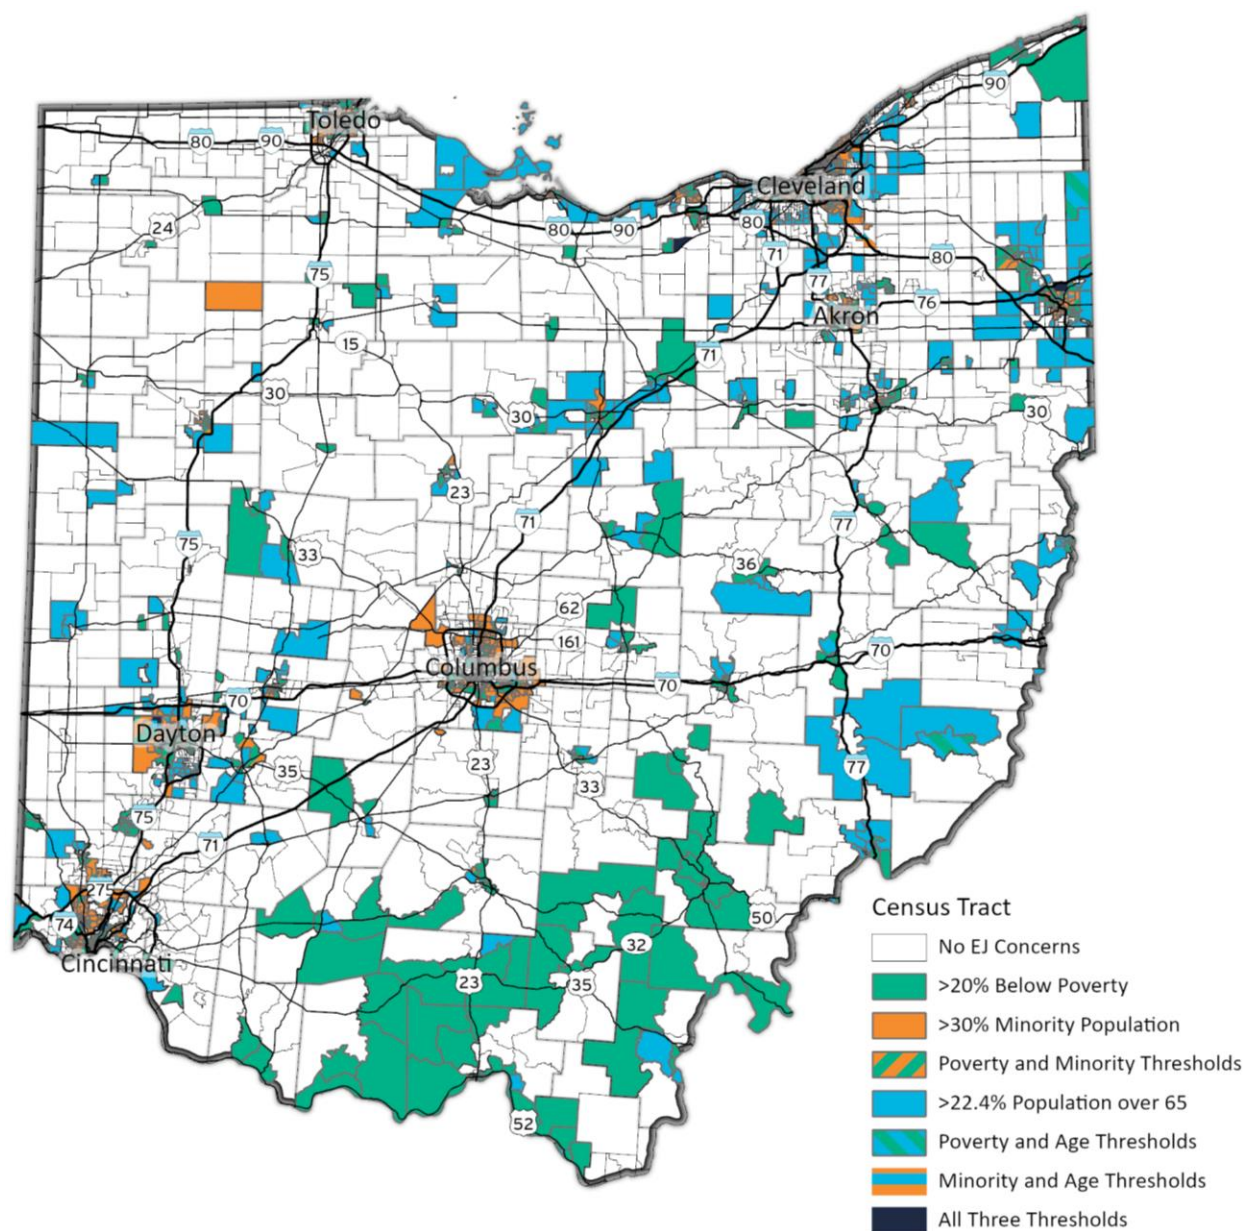 90
Toledo
80
90
Cleveland
24
80
90
80
71
80
75
77
76
Akron
15
71
30
30
30
23
71
77
75
33
36
62
161
70
Columbus
70
70
Dayton
35
23
33
77
75
71
275
50
74
32
Cincinnati
23
35
52
Census Tract
No EJ Concerns
>20% Below Poverty
>30% Minority Population
Poverty and Minority Thresholds
>22.4% Population over 65
Poverty and Age Thresholds
Minority and Age Thresholds
All Three Thresholds